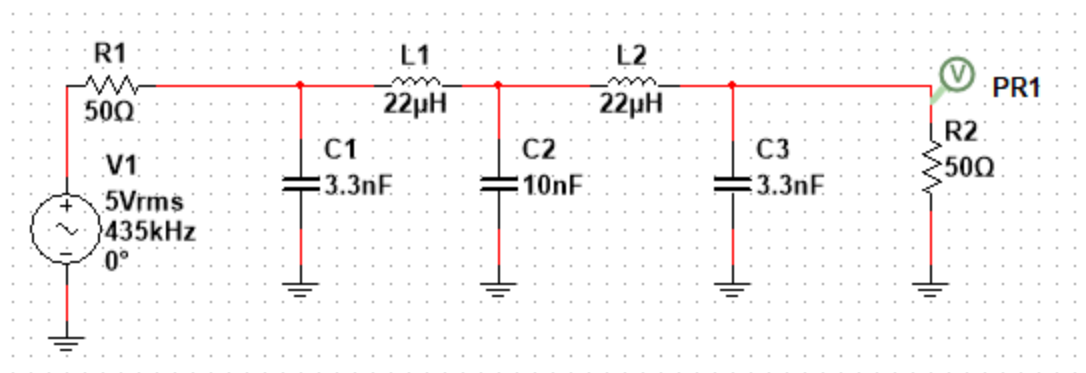 R1
50Ω
V1
5Vrms
435kHz
0°
L1
22µH
L2
22µH
C1
3.3nF
C2
10nF
C3
3.3nF
V
PR1
R2
50Ω